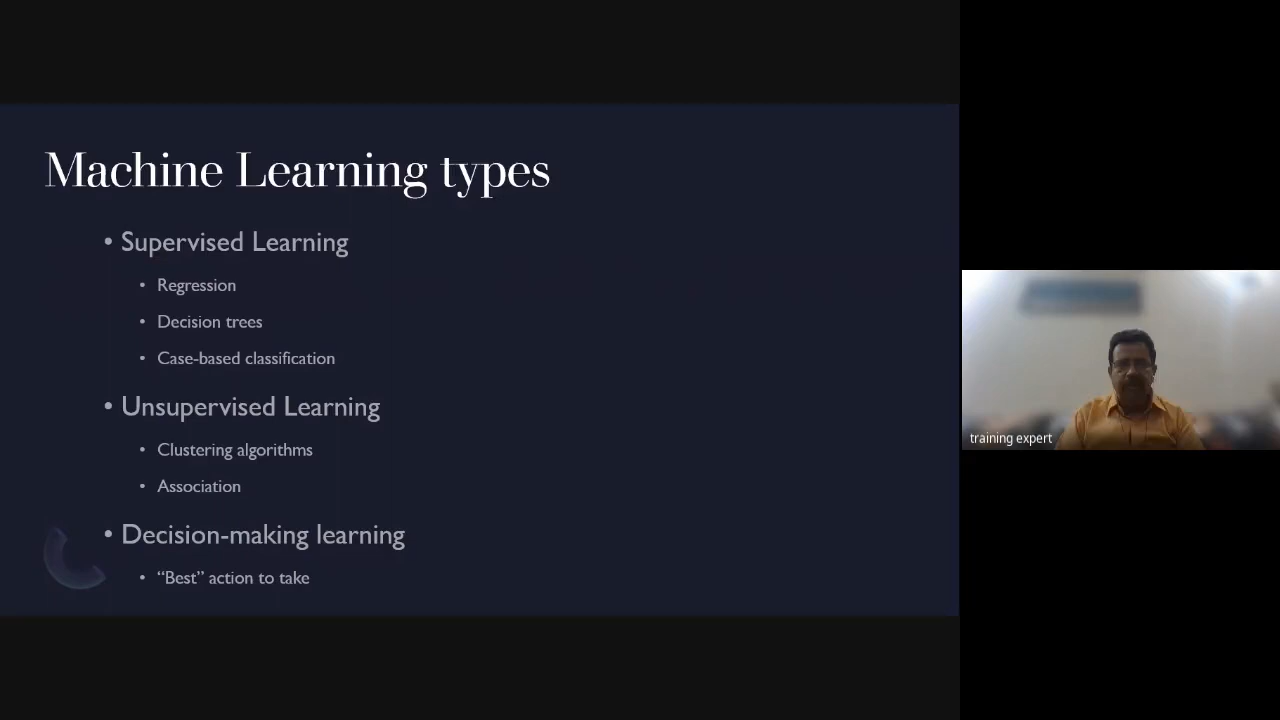 Machine Learning types
• Supervised Learning
• Regression
• Decision trees
• Case-based classification
• Unsupervised Learning
• Clustering algorithms
• Association
• Decision-making learning
• “Best” action to take
training expert